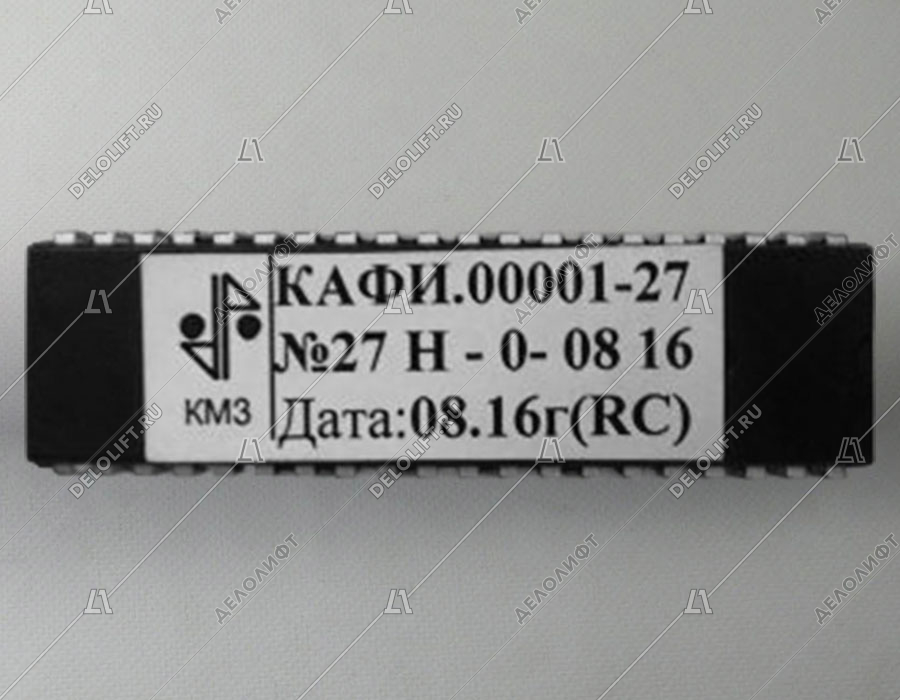 КАФИ.00001-27
№27 Н - 0- 08 16
Дата:08.16г(RC)
КМЗ
DELOLIFT.RU
ДЕЛОЛИФТ